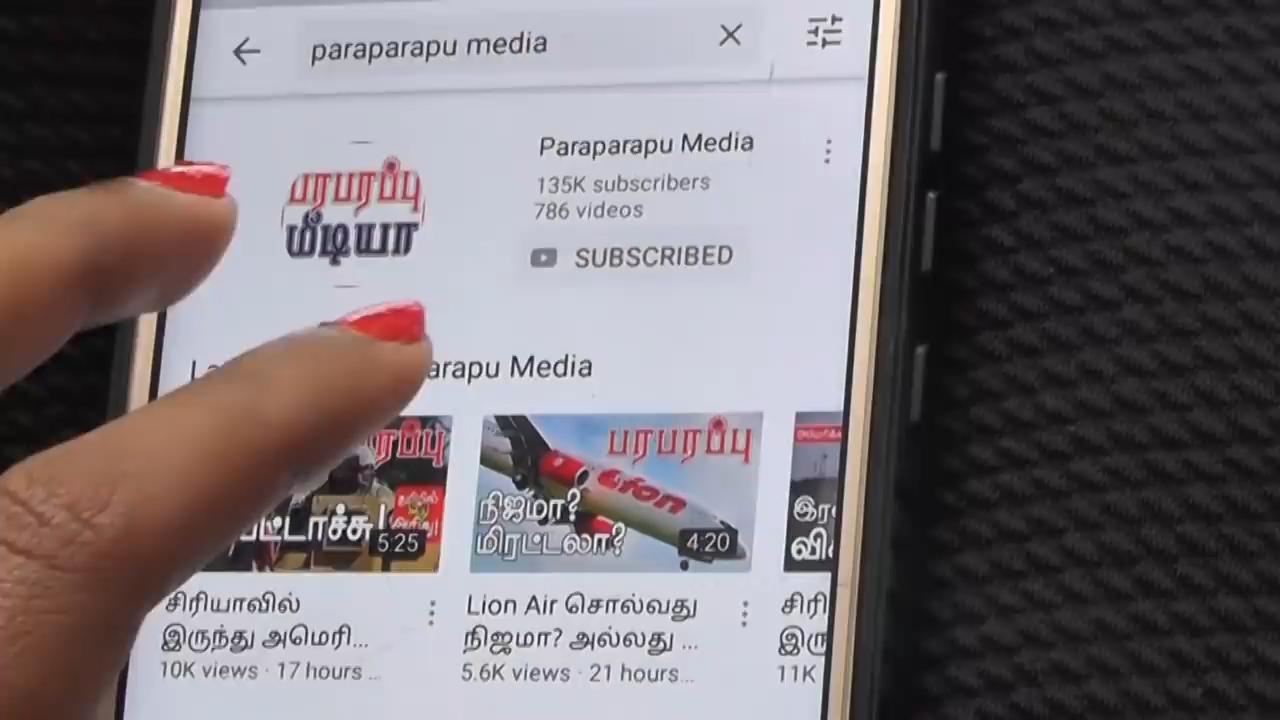 paraparapu media
பரபரப்பு
மீடியா
Paraparapu Media
135K subscribers
786 videos
SUBSCRIBED
arapu Media
5:25
பரபரப்பு
நிஜமா?
மிரட்டலா?
4:20
சிரியாவில்
இருந்து அமெரி...
10K views · 17 hours ...
Lion Air சொல்வது
நிஜமா? அல்லது ...
5.6K views · 21 hours...
சிரி
இரு
11K